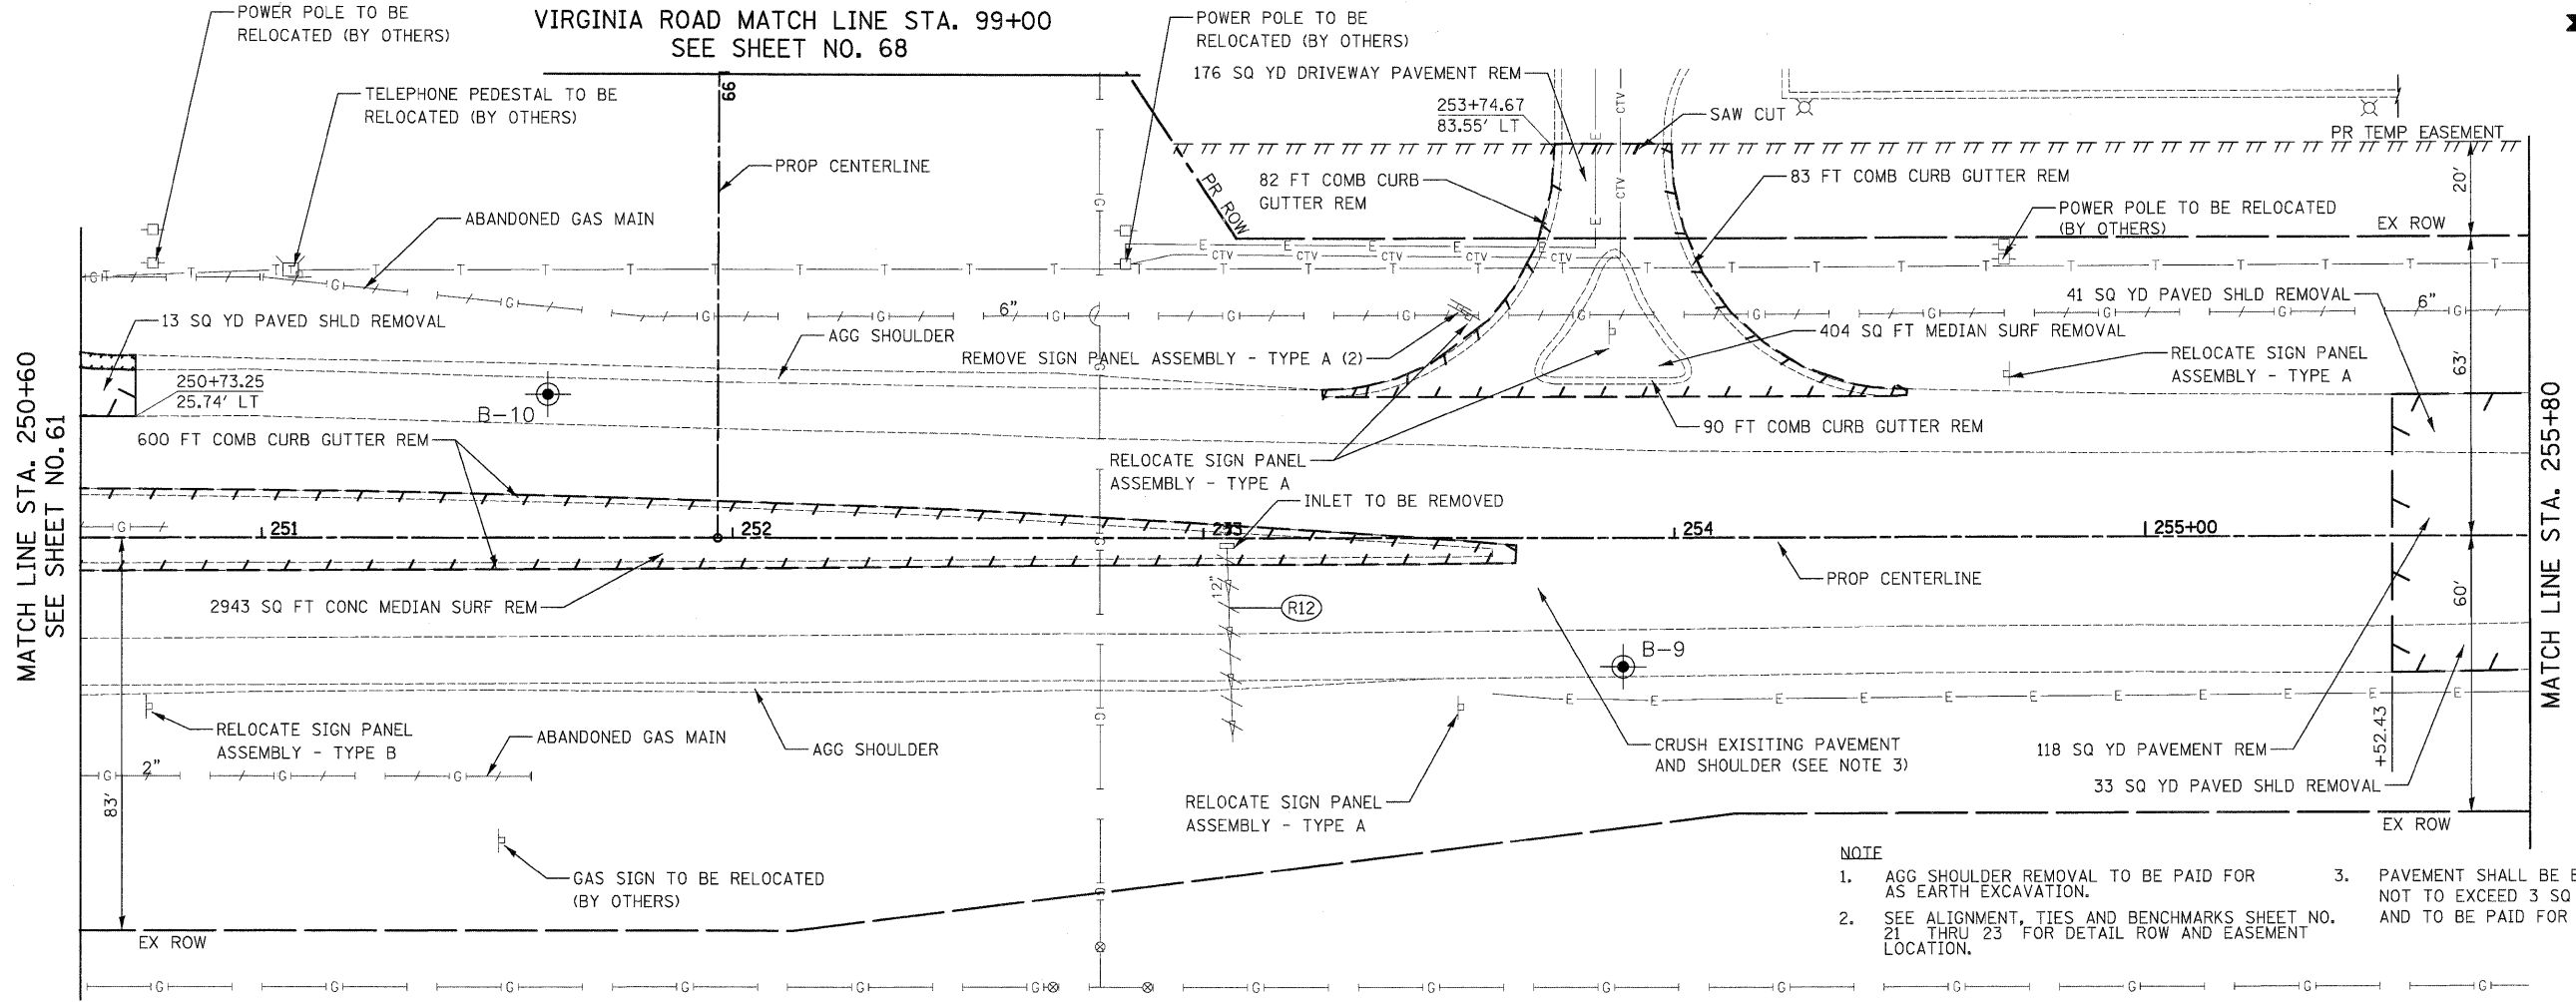 POWER POLE TO BE
RELOCATED (BY OTHERS)
VIRGINIA ROAD MATCH LINE STA. 99+00
SEE SHEET NO. 68
POWER POLE TO BE
RELOCATED (BY OTHERS)
176 SQ YD DRIVEWAY PAVEMENT REM
TELEPHONE PEDESTAL TO BE
RELOCATED (BY OTHERS)
99
253+74.67
83.55' LT
SAW CUT
CTV
E
PR TEMP EASEMENT
PROP CENTERLINE
82 FT COMB CURB
GUTTER REM
83 FT COMB CURB GUTTER REM
20'
PR ROW
ABANDONED GAS MAIN
POWER POLE TO BE RELOCATED
(BY OTHERS)
EX ROW
E E E E E
CTV CTV CTV CTV CTV
G T T T T T T T T T T T T T T T
41 SQ YD PAVED SHLD REMOVAL
6"
13 SQ YD PAVED SHLD REMOVAL
6"
AGG SHOULDER
404 SQ FT MEDIAN SURF REMOVAL
REMOVE SIGN PANEL ASSEMBLY - TYPE A (2)
RELOCATE SIGN PANEL
ASSEMBLY - TYPE A
63'
250+73.25
25.74' LT
B-10
MATCH LINE STA. 250+60
SEE SHEET NO. 61
600 FT COMB CURB GUTTER REM
90 FT COMB CURB GUTTER REM
RELOCATE SIGN PANEL
ASSEMBLY - TYPE A
INLET TO BE REMOVED
251 252 253 254 255+00
MATCH LINE STA. 255+80
PROP CENTERLINE
12"
R12
2943 SQ FT CONC MEDIAN SURF REM
60'
B-9
E E E E E E E E E E E
RELOCATE SIGN PANEL
ASSEMBLY - TYPE B
ABANDONED GAS MAIN
AGG SHOULDER
CRUSH EXISITING PAVEMENT
AND SHOULDER (SEE NOTE 3)
118 SQ YD PAVEMENT REM
+52.43
2"
G G G
83'
33 SQ YD PAVED SHLD REMOVAL
RELOCATE SIGN PANEL
ASSEMBLY - TYPE A
EX ROW
GAS SIGN TO BE RELOCATED
(BY OTHERS)
EX ROW
NOTE
1. AGG SHOULDER REMOVAL TO BE PAID FOR
AS EARTH EXCAVATION.
2. SEE ALIGNMENT, TIES AND BENCHMARKS SHEET NO.
21 THRU 23 FOR DETAIL ROW AND EASEMENT
LOCATION.
3. PAVEMENT SHALL BE
NOT TO EXCEED 3 SQ
AND TO BE PAID FOR
G G G G G G G G G G G G G G